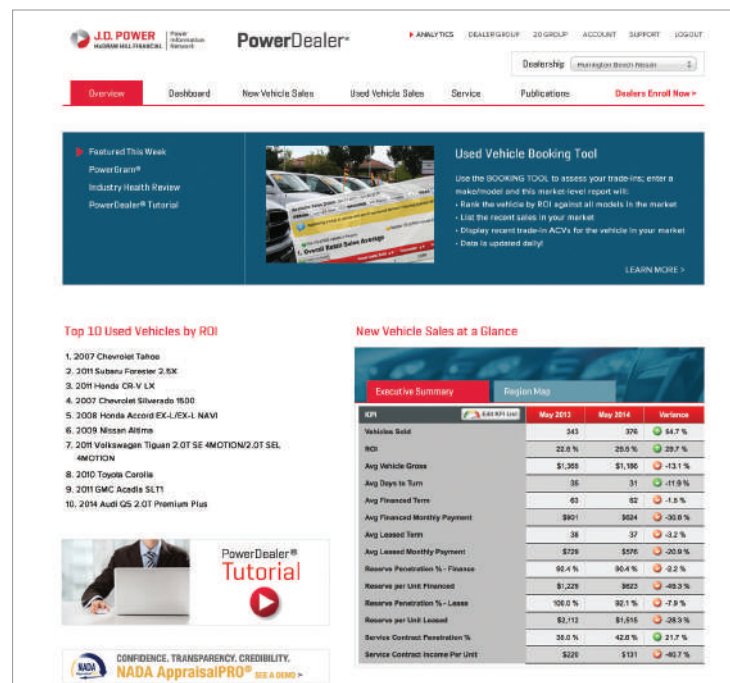 J.D. POWER
McGRAW HILL FINANCIAL
Power
Information
Network
PowerDealer
ANALYTICS DEALERGROUP 20 GROUP ACCOUNT SUPPORT LOGOUT
Dealership Huntington Beach Nissan
Overview Dashboard New Vehicle Sales Used Vehicle Sales Service Publications Dealers Enroll Now >
Featured This Week
PowerGram®
Industry Health Review
PowerDealer® Tutorial
1. Overall Retail Sales Average
Used Vehicle Booking Tool
Use the BOOKING TOOL to assess your trade-ins; enter a
make/model and this market-level report will:
• Rank the vehicle by ROI against all models in the market
• List the recent sales in your market
• Display recent trade-in ACVs for the vehicle in your market
• Data is updated daily!
LEARN MORE >
Top 10 Used Vehicles by ROI
1. 2007 Chevrolet Tahoe
2. 2011 Subaru Forester 2.5X
3. 2011 Honda CR-V LX
4. 2007 Chevrolet Silverado 1500
5. 2008 Honda Accord EX-L/EX-L NAVI
6. 2009 Nissan Altima
7. 2011 Volkswagen Tiguan 2.0T SE 4MOTION/2.0T SEL
4MOTION
8. 2010 Toyota Corolla
9. 2011 GMC Acadia SLT1
10. 2014 Audi Q5 2.0T Premium Plus
PowerDealer®
Tutorial
NADA
CONFIDENCE. TRANSPARENCY. CREDIBILITY.
NADA AppraisalPRO® SEE A DEMO >
New Vehicle Sales at a Glance
Executive Summary Region Map
KPI Edit KPI List May 2013 May 2014 Variance
Vehicles Sold 243 376 54.7 %
ROI 22.8 % 29.6 % 29.7 %
Avg Vehicle Gross $1,365 $1,186 -13.1 %
Avg Days to Turn 35 31 -11.9 %
Avg Financed Term 63 62 -1.5 %
Avg Financed Monthly Payment $901 $624 -30.8 %
Avg Leased Term 38 37 -3.2 %
Avg Leased Monthly Payment $729 $576 -20.9 %
Reserve Penetration % - Finance 92.4 % 90.4 % -2.2 %
Reserve per Unit Financed $1,229 $623 -49.3 %
Reserve Penetration % - Lease 100.0 % 92.1 % -7.9 %
Reserve per Unit Leased $2,112 $1,515 -28.3 %
Service Contract Penetration % 42.8 % 21.7 %
Service Contract Income Per Unit $220 $131 -40.7 %